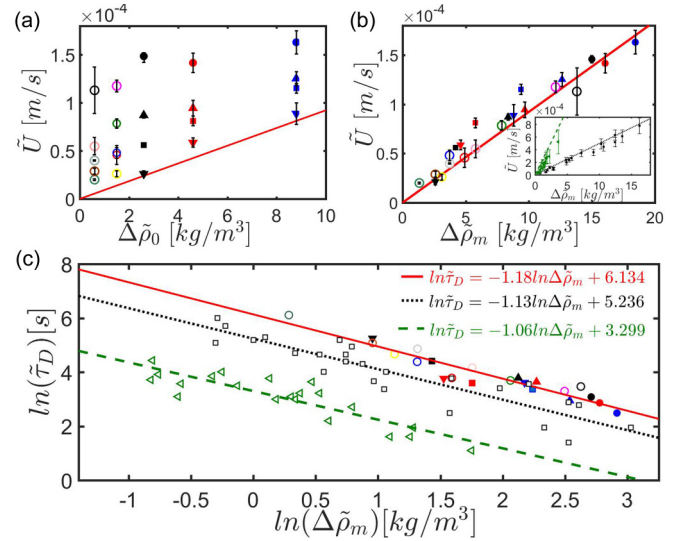 (a)
×10⁻⁴
Ũ [m/s]
1.5
1
0.5
0
0 2 4 6 8 10
Δρ̃₀ [kg/m³]
(b)
×10⁻⁴
Ũ [m/s]
1.5
1
0.5
0
0 5 10 15 20
Δρ̃ₘ [kg/m³]
×10⁻⁴
Ũ [m/s]
8
6
4
2
0
0 5 10 15
Δρ̃ₘ [kg/m³]
(c)
ln(τ̃_D)[s]
8
6
4
2
0
lnτ̃_D = −1.18lnΔρ̃ₘ + 6.134
lnτ̃_D = −1.13lnΔρ̃ₘ + 5.236
lnτ̃_D = −1.06lnΔρ̃ₘ + 3.299
-1 -0.5 0 0.5 1 1.5 2 2.5 3
ln(Δρ̃ₘ)[kg/m³]